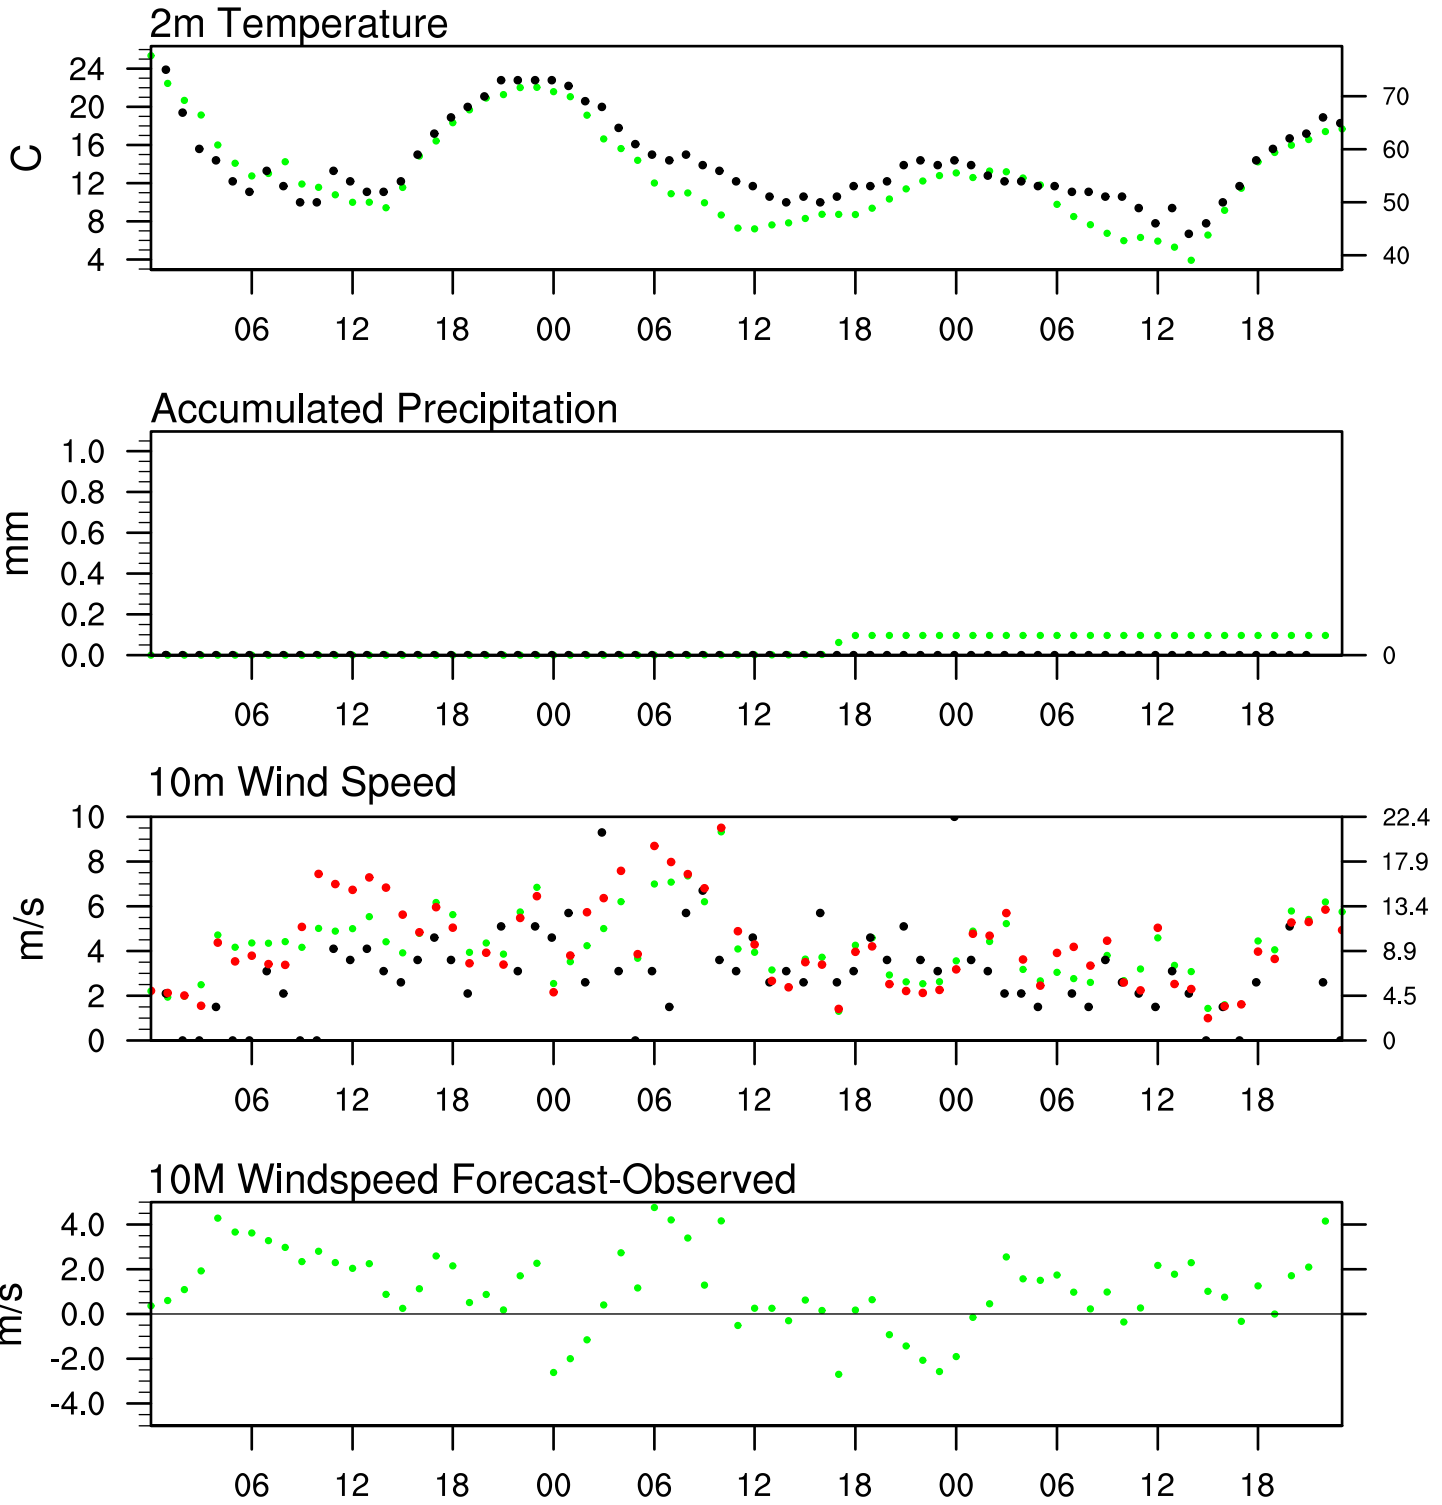 2m Temperature
24
20
16
12
8
4
C
70
60
50
40
06 12 18 00 06 12 18 00 06 12 18
Accumulated Precipitation
1.0
0.8
0.6
0.4
0.2
0.0
mm
0
06 12 18 00 06 12 18 00 06 12 18
10m Wind Speed
10
8
6
4
2
0
m/s
22.4
17.9
13.4
8.9
4.5
0
06 12 18 00 06 12 18 00 06 12 18
10M Windspeed Forecast-Observed
4.0
2.0
0.0
-2.0
-4.0
m/s
06 12 18 00 06 12 18 00 06 12 18